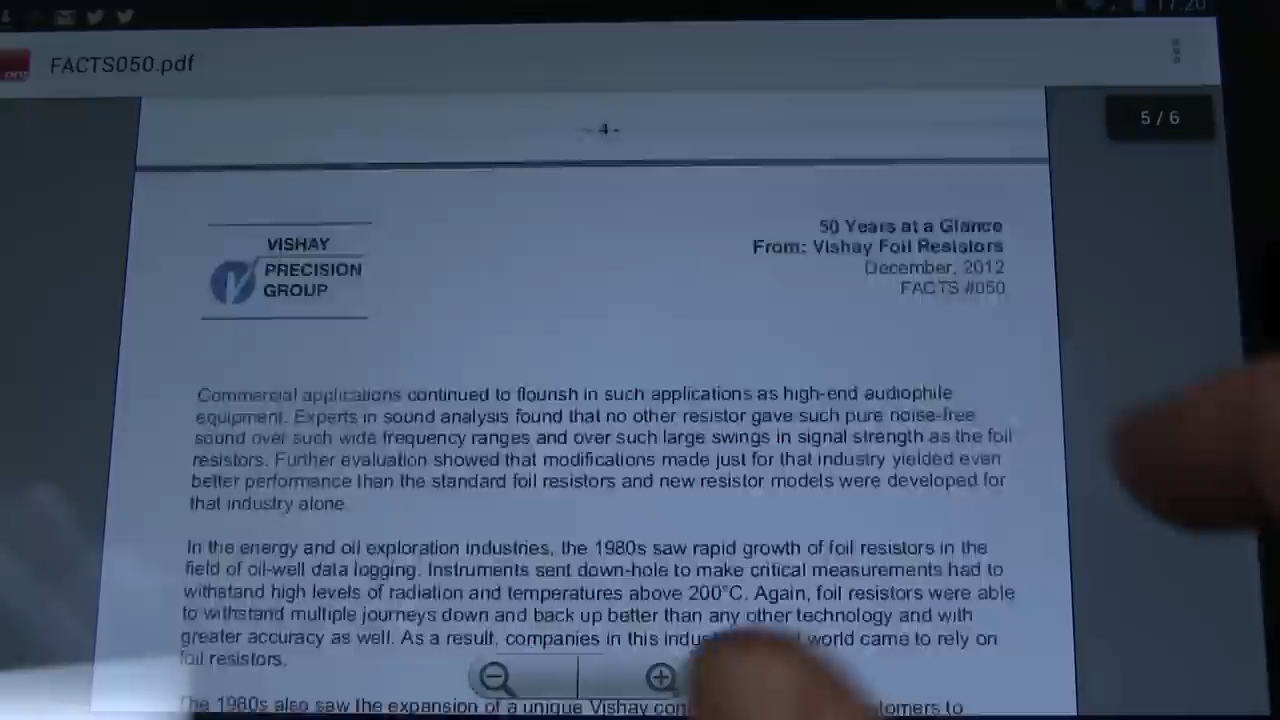 17:20
FACTS050.pdf
5 / 6
- 4 -
VISHAY
PRECISION
GROUP
50 Years at a Glance
From: Vishay Foil Resistors
December, 2012
FACTS #050
Commercial applications continued to flourish in such applications as high-end audiophile
equipment. Experts in sound analysis found that no other resistor gave such pure noise-free
sound over such wide frequency ranges and over such large swings in signal strength as the foil
resistors. Further evaluation showed that modifications made just for that industry yielded even
better performance than the standard foil resistors and new resistor models were developed for
that industry alone.
In the energy and oil exploration industries, the 1980s saw rapid growth of foil resistors in the
field of oil-well data logging. Instruments sent down-hole to make critical measurements had to
withstand high levels of radiation and temperatures above 200°C. Again, foil resistors were able
to withstand multiple journeys down and back up better than any other technology and with
greater accuracy as well. As a result, companies in this world came to rely on
foil resistors.
The 1980s also saw the expansion of a unique Vishay to